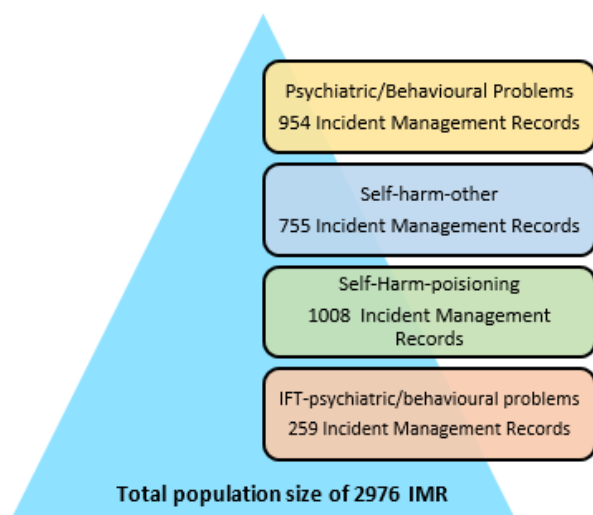 Psychiatric/Behavioural Problems
954 Incident Management Records
Self-harm-other
755 Incident Management Records
Self-Harm-poisioning
1008 Incident Management
Records
IFT-psychiatric/behavioural problems
259 Incident Management Records
Total population size of 2976 IMR